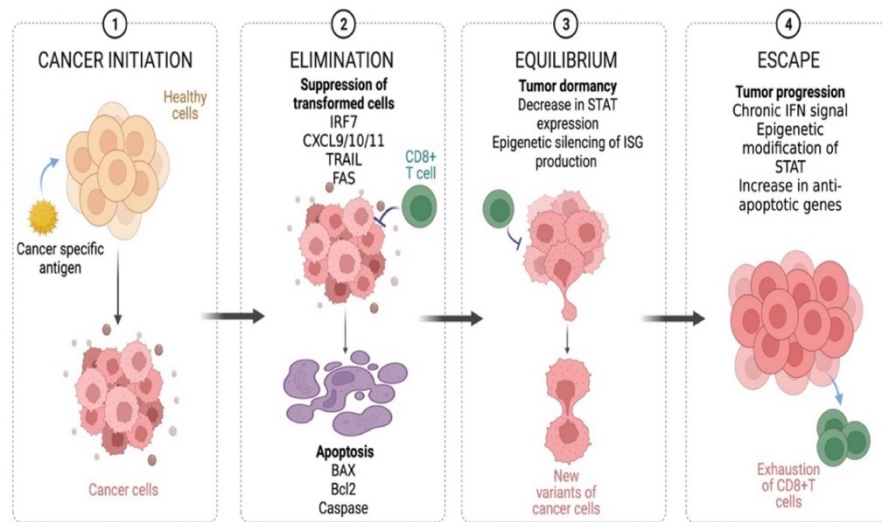 1
CANCER INITIATION
Healthy
cells
Cancer specific
antigen
Cancer cells
2
ELIMINATION
Suppression of
transformed cells
IRF7
CXCL9/10/11
TRAIL
FAS
CD8+
T cell
Apoptosis
BAX
Bcl2
Caspase
3
EQUILIBRIUM
Tumor dormancy
Decrease in STAT
expression
Epigenetic silencing of ISG
production
New
variants of
cancer cells
4
ESCAPE
Tumor progression
Chronic IFN signal
Epigenetic
modification of
STAT
Increase in anti-
apoptotic genes
Exhaustion
of CD8+T
cells